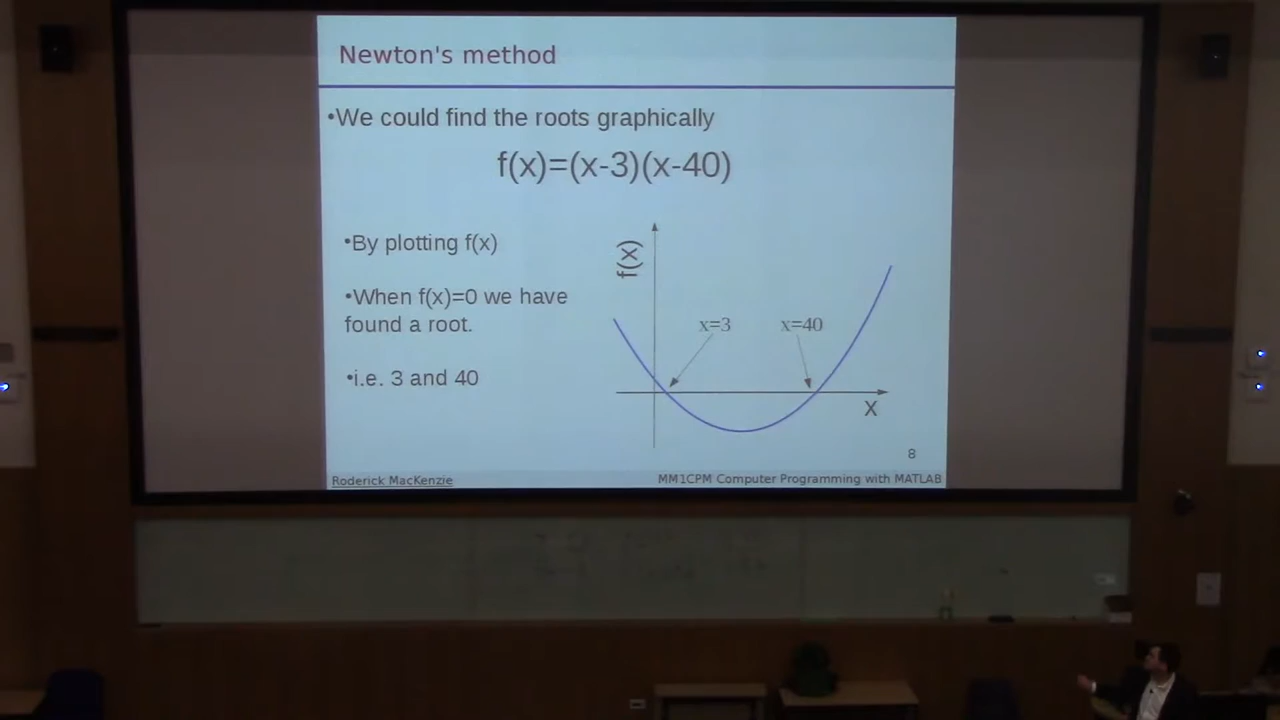 Newton's method
•We could find the roots graphically
f(x)=(x-3)(x-40)
•By plotting f(x)
•When f(x)=0 we have
found a root.
•i.e. 3 and 40
f(x)
x=3
x=40
X
8
Roderick MacKenzie
MM1CPM Computer Programming with MATLAB